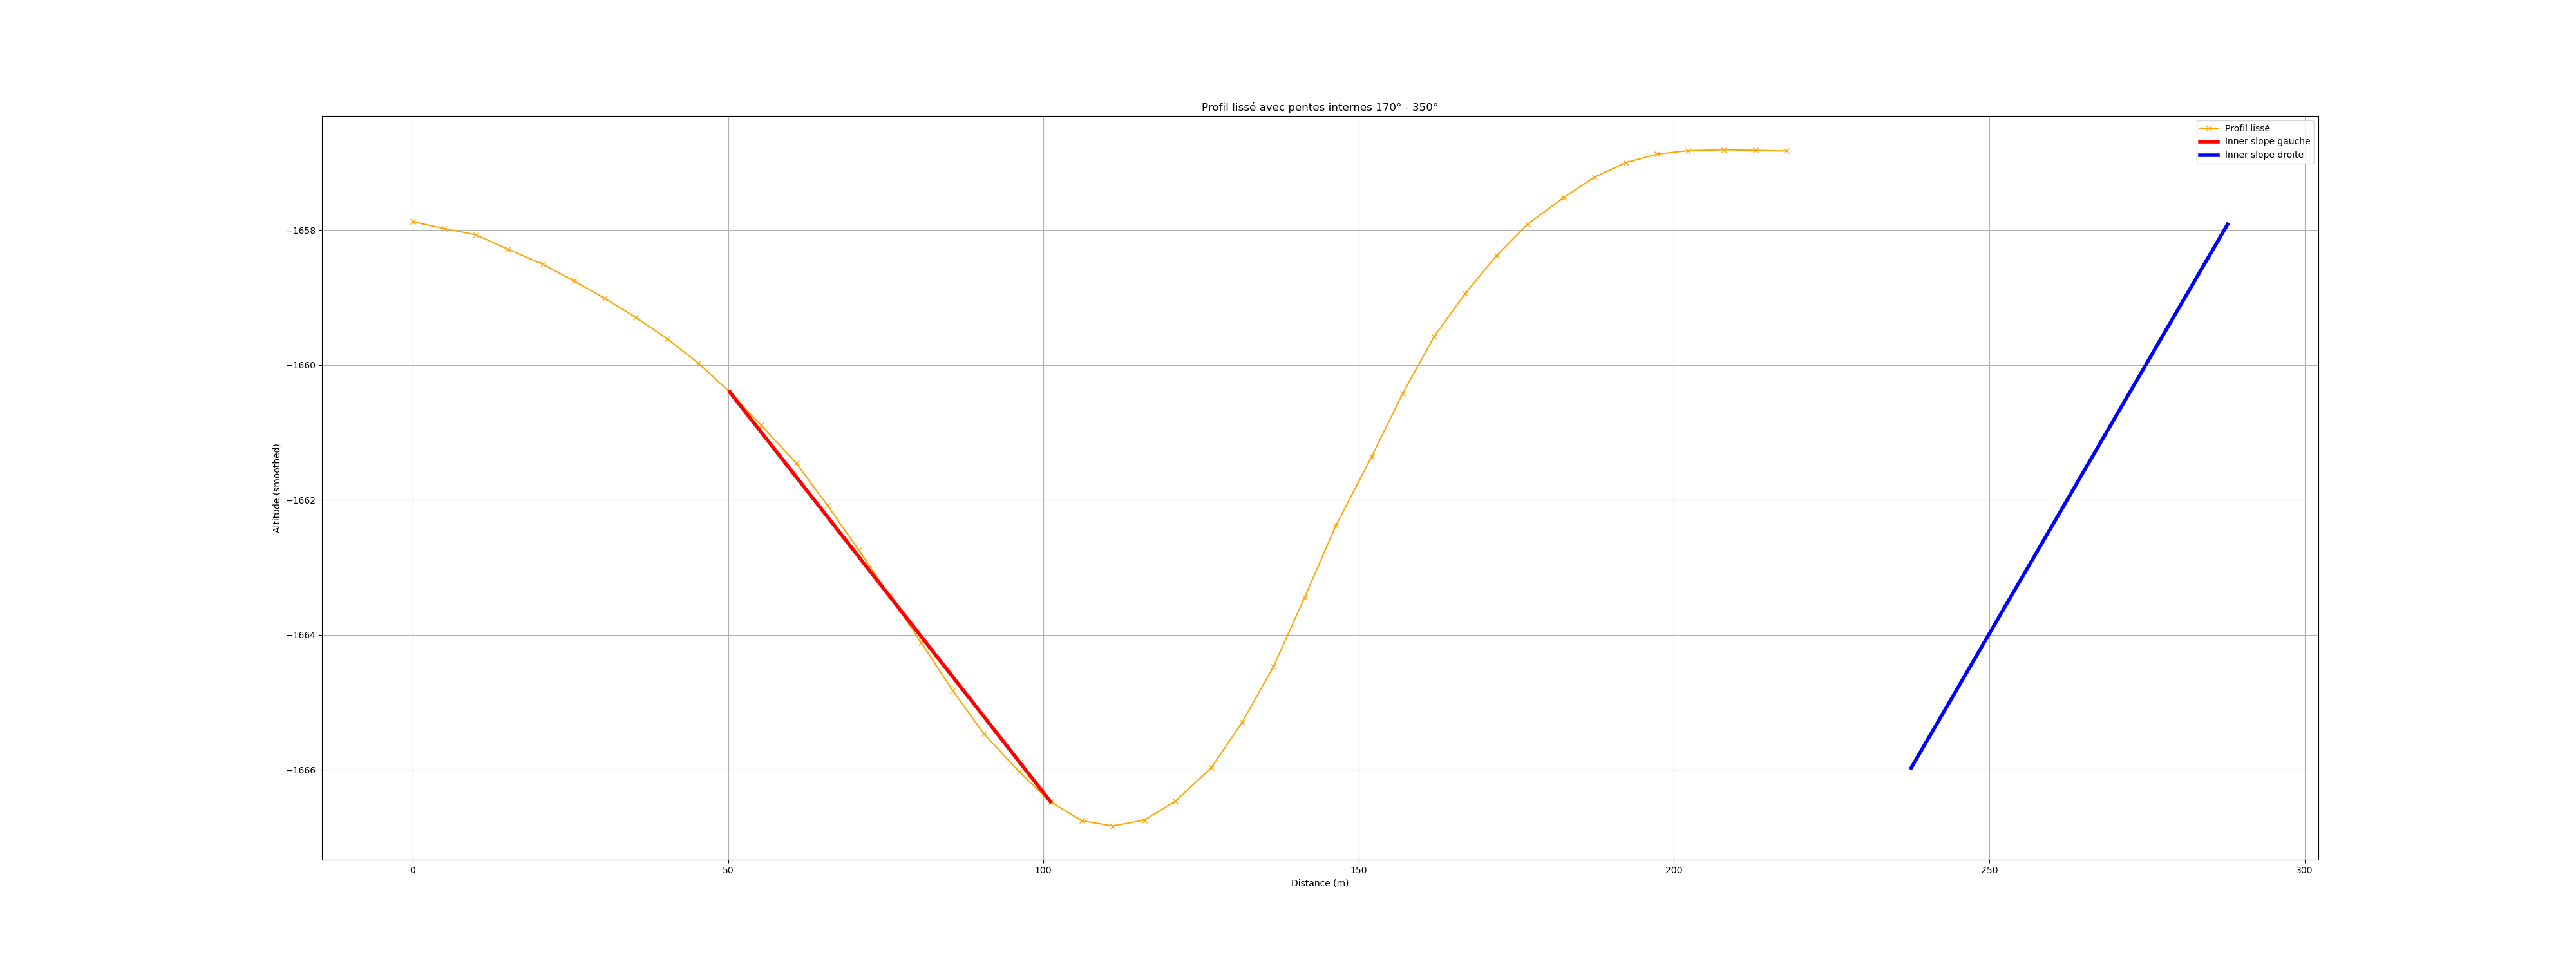 Profil lissé avec pentes internes 170° - 350°
Profil lissé
Inner slope gauche
Inner slope droite
Altitude (smoothed)
−1658
−1660
−1662
−1664
−1666
0 50 100 150 200 250 300
Distance (m)